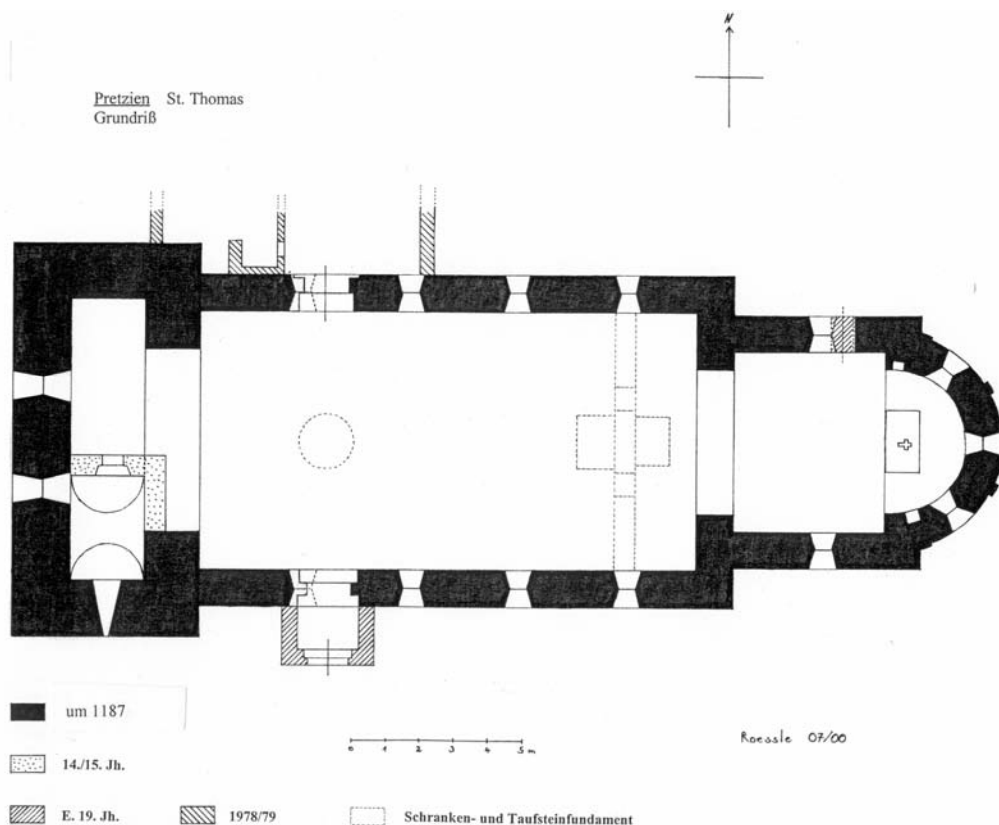 N
Pretzien St. Thomas
Grundriß
um 1187
0 1 2 3 4 5 m
Roessle 07/00
14./15. Jh.
E. 19. Jh. 1978/79 Schranken- und Taufsteinfundament